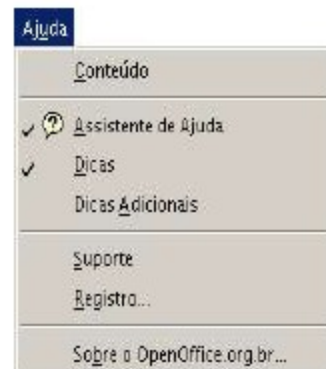 Ajuda
Conteúdo
Assistente de Ajuda
Dicas
Dicas Adicionais
Suporte
Registro...
Sobre o OpenOffice.org.br...